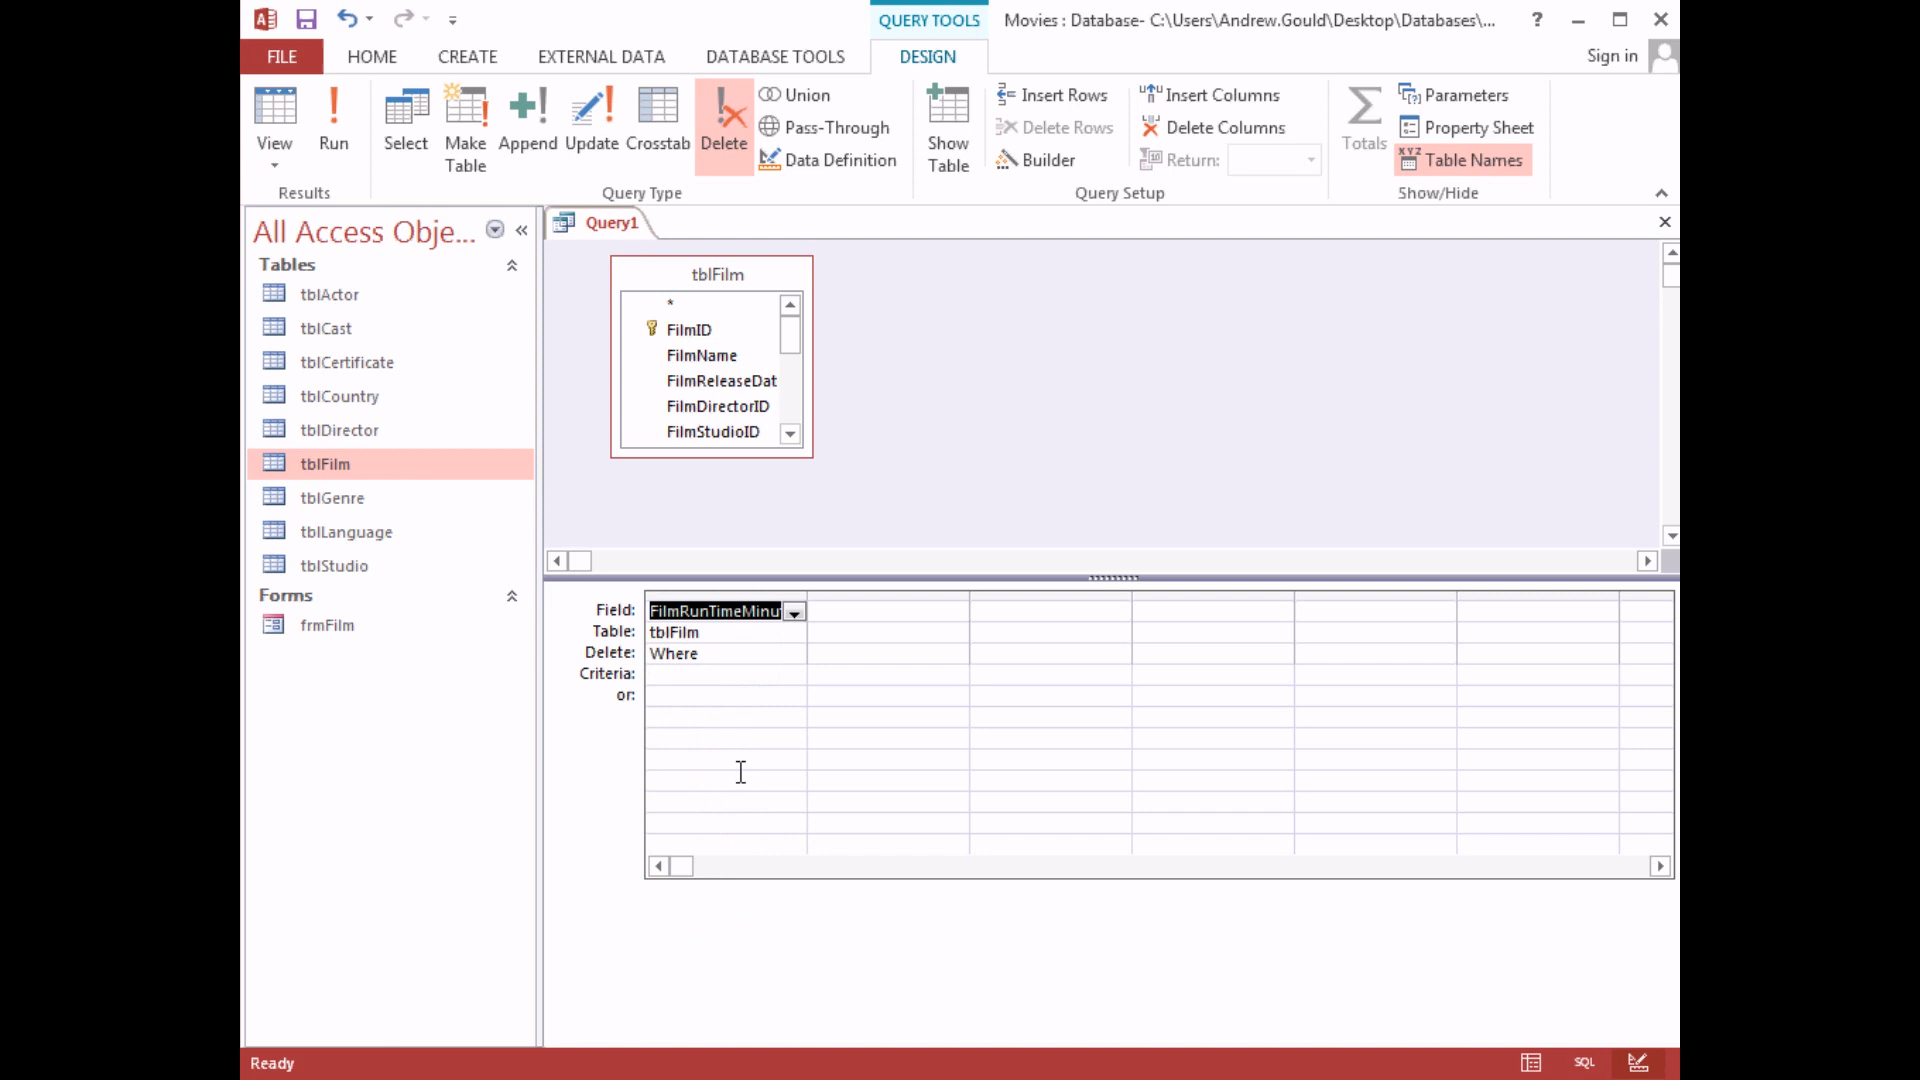 QUERY TOOLS
Movies : Database- C:\Users\Andrew.Gould\Desktop\Databases\...
?
FILE
HOME
CREATE
EXTERNAL DATA
DATABASE TOOLS
DESIGN
Sign in
View
Run
Results
Select
Make
Table
Append
Update
Crosstab
Delete
Union
Pass-Through
Data Definition
Query Type
Show
Table
Insert Rows
Delete Rows
Builder
Insert Columns
Delete Columns
Return:
Query Setup
Totals
Parameters
Property Sheet
Table Names
Show/Hide
All Access Obje...
Tables
tblActor
tblCast
tblCertificate
tblCountry
tblDirector
tblFilm
tblGenre
tblLanguage
tblStudio
Forms
frmFilm
Query1
tblFilm
*
FilmID
FilmName
FilmReleaseDat
FilmDirectorID
FilmStudioID
Field: FilmRunTimeMinu
Table: tblFilm
Delete: Where
Criteria:
or:
Ready
SQL